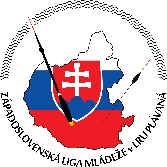 ZÁPADOSLOVENSKÁ LIGA MLÁDEŽE v LRU PLÁVANÁ